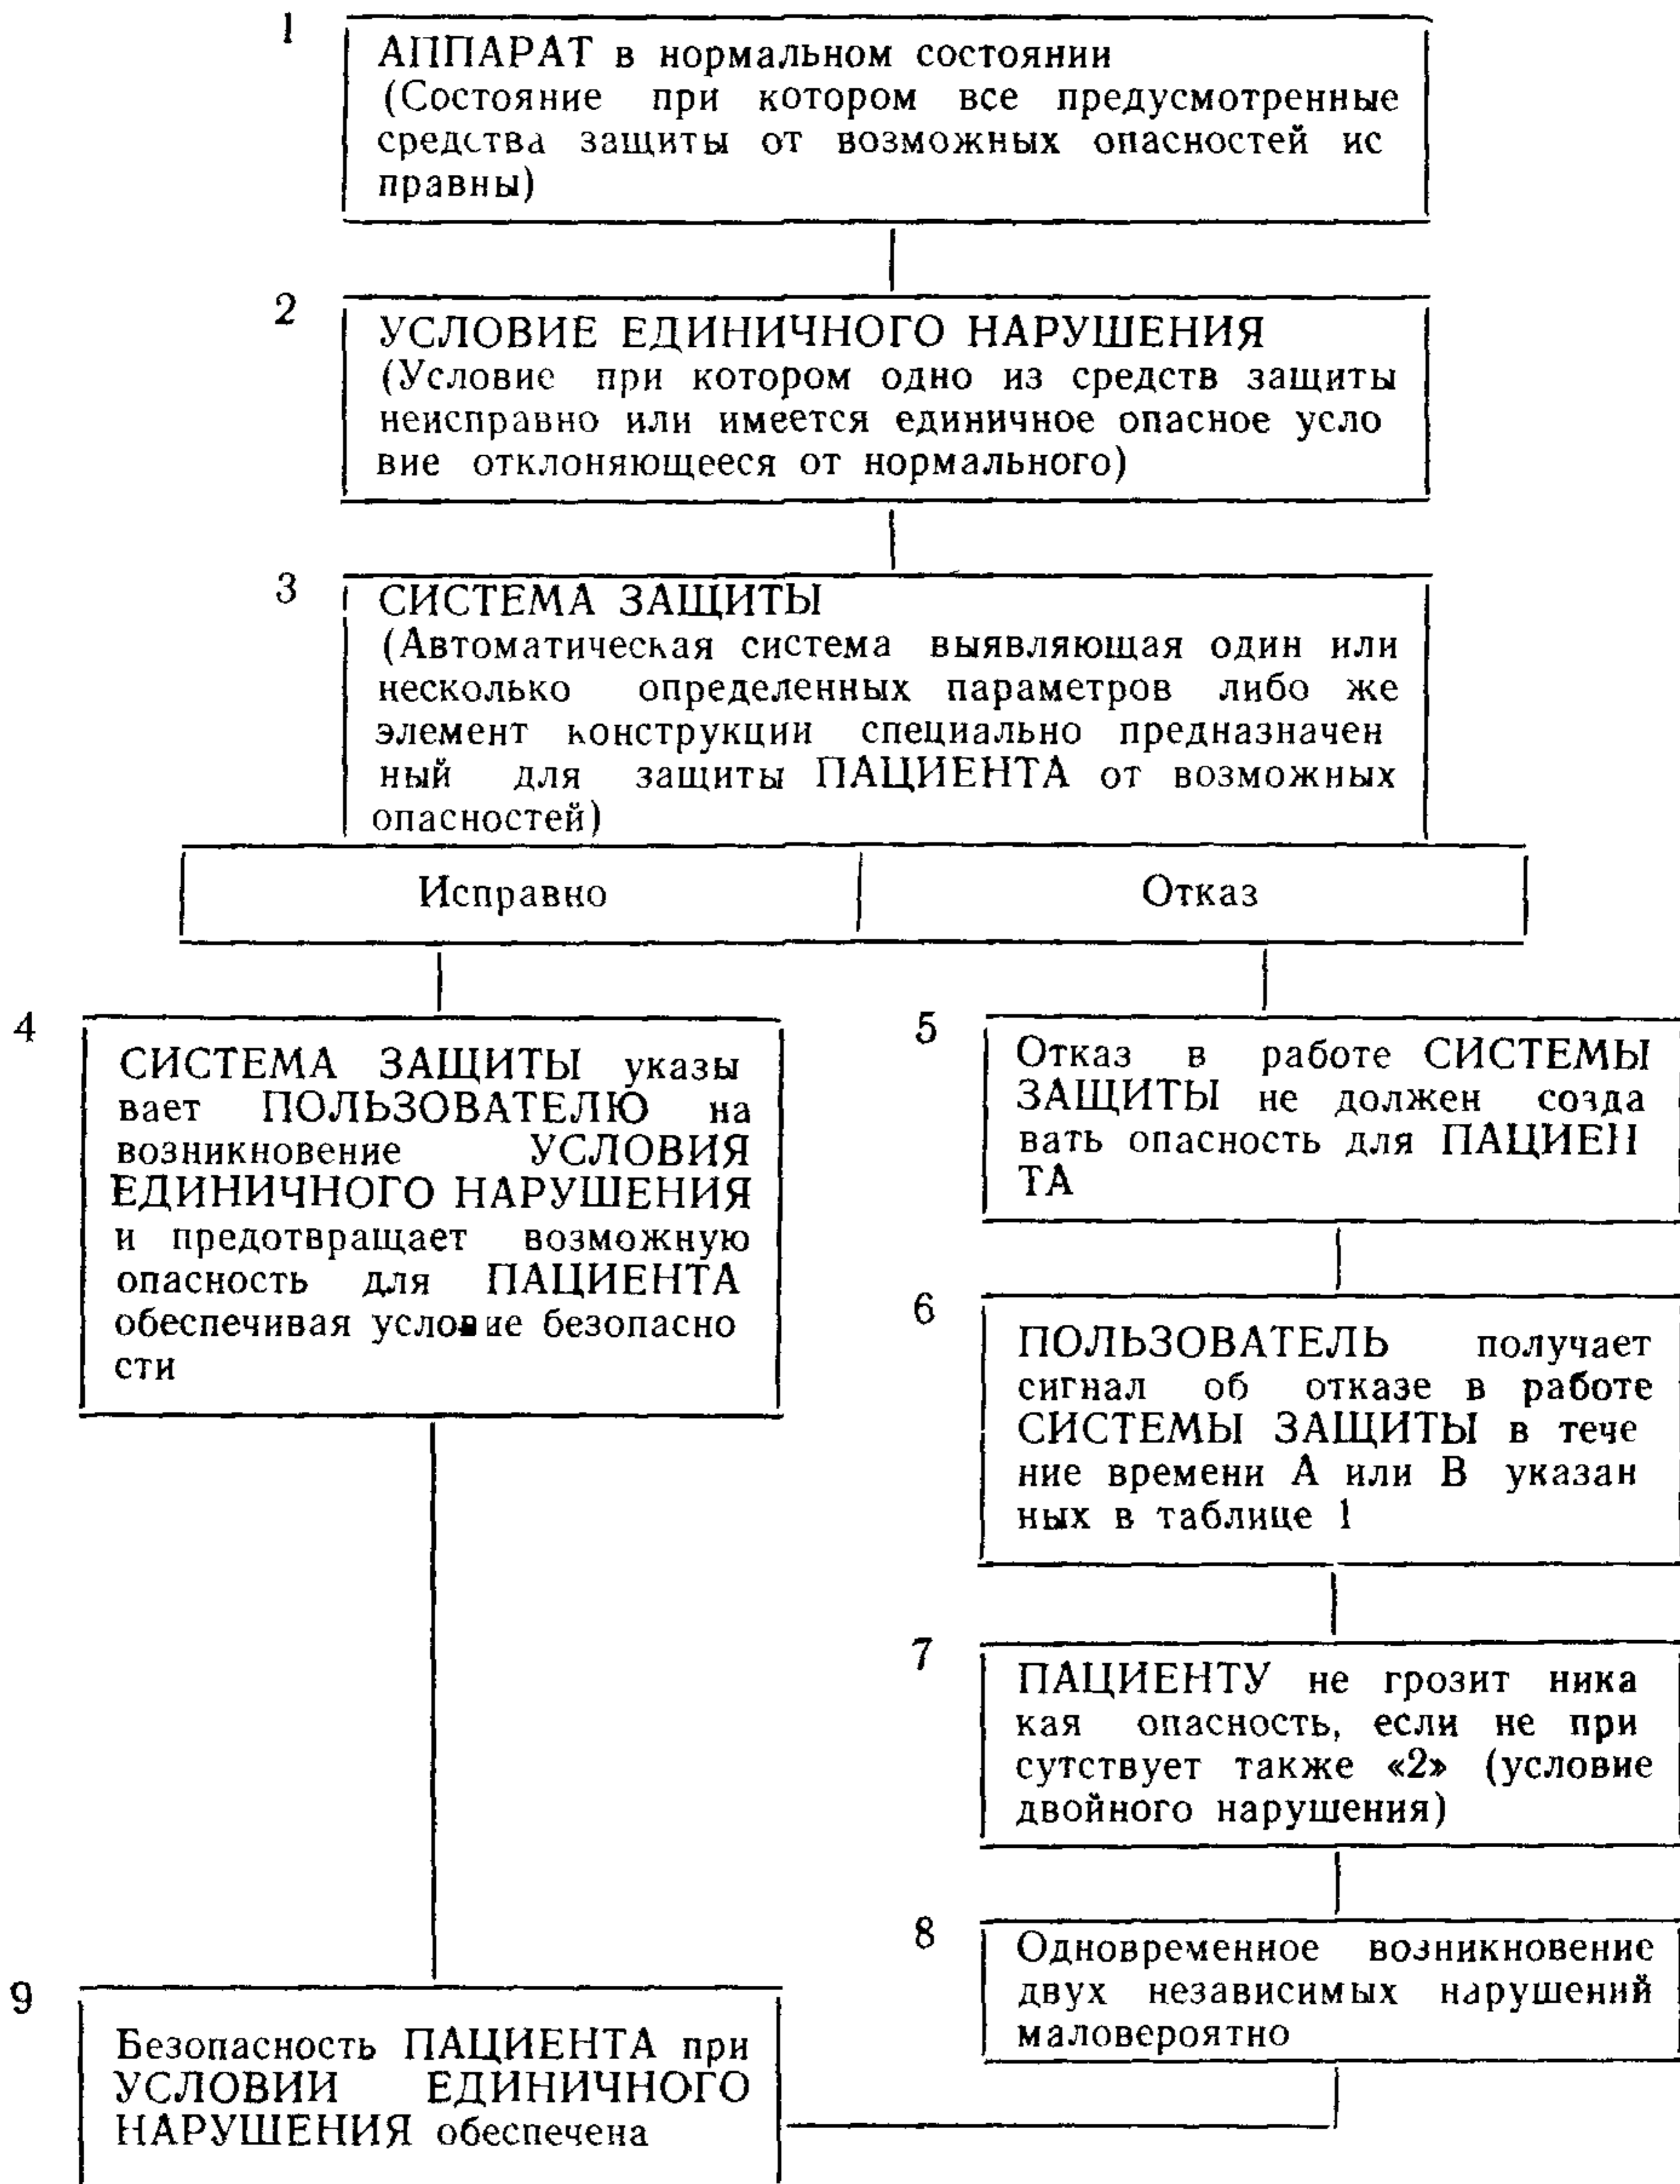 1
АППАРАТ в нормальном состоянии
(Состояние при котором все предусмотренные
средства защиты от возможных опасностей ис
правны)
2
УСЛОВИЕ ЕДИНИЧНОГО НАРУШЕНИЯ
(Условие при котором одно из средств защиты
неисправно или имеется единичное опасное усло
вие отклоняющееся от нормального)
3
СИСТЕМА ЗАЩИТЫ
(Автоматическая система выявляющая один или
несколько определенных параметров либо же
элемент конструкции специально предназначен
ный для защиты ПАЦИЕНТА от возможных
опасностей)
Исправно
Отказ
4
СИСТЕМА ЗАЩИТЫ указы
вает ПОЛЬЗОВАТЕЛЮ на
возникновение УСЛОВИЯ
ЕДИНИЧНОГО НАРУШЕНИЯ
и предотвращает возможную
опасность для ПАЦИЕНТА
обеспечивая условие безопасно
сти
5
Отказ в работе СИСТЕМЫ
ЗАЩИТЫ не должен созда
вать опасность для ПАЦИЕН
ТА
6
ПОЛЬЗОВАТЕЛЬ получает
сигнал об отказе в работе
СИСТЕМЫ ЗАЩИТЫ в тече
ние времени А или В указан
ных в таблице 1
7
ПАЦИЕНТУ не грозит ника
кая опасность, если не при
сутствует также «2» (условие
двойного нарушения)
8
Одновременное возникновение
двух независимых нарушений
маловероятно
9
Безопасность ПАЦИЕНТА при
УСЛОВИИ ЕДИНИЧНОГО
НАРУШЕНИЯ обеспечена